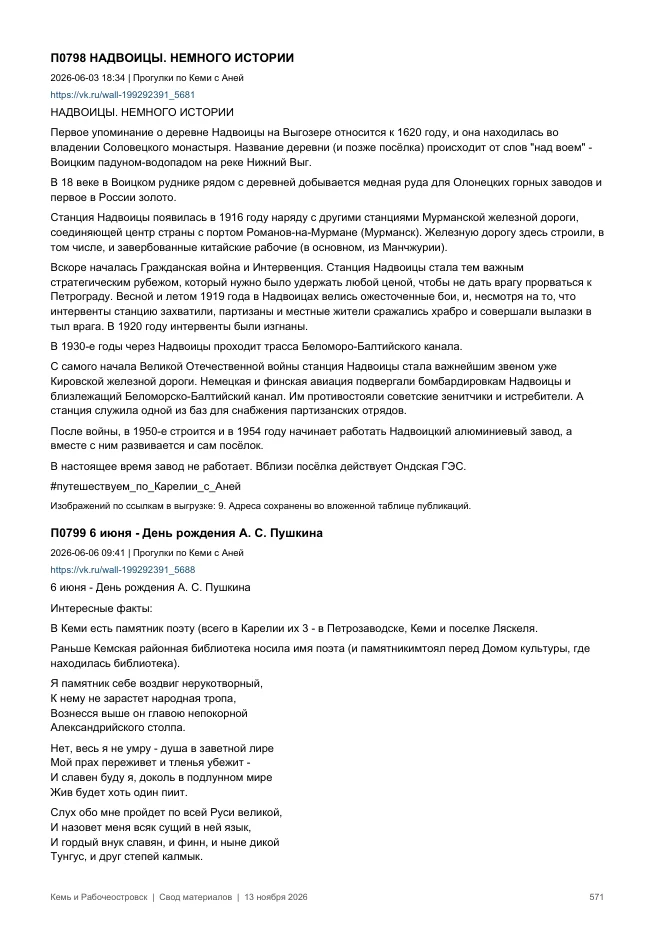 П0798 НАДВОИЦЫ. НЕМНОГО ИСТОРИИ
2026-06-03 18:34 | Прогулки по Кеми с Аней
https://vk.ru/wall-199292391_5681
НАДВОИЦЫ. НЕМНОГО ИСТОРИИ
Первое упоминание о деревне Надвоицы на Выгозере относится к 1620 году, и она находилась во
владении Соловецкого монастыря. Название деревни (и позже посёлка) происходит от слов "над воем" -
Воицким падуном-водопадом на реке Нижний Выг.
В 18 веке в Воицком руднике рядом с деревней добывается медная руда для Олонецких горных заводов и
первое в России золото.
Станция Надвоицы появилась в 1916 году наряду с другими станциями Мурманской железной дороги,
соединяющей центр страны с портом Романов-на-Мурмане (Мурманск). Железную дорогу здесь строили, в
том числе, и завербованные китайские рабочие (в основном, из Манчжурии).
Вскоре началась Гражданская война и Интервенция. Станция Надвоицы стала тем важным
стратегическим рубежом, который нужно было удержать любой ценой, чтобы не дать врагу прорваться к
Петрограду. Весной и летом 1919 года в Надвоицах велись ожесточенные бои, и, несмотря на то, что
интервенты станцию захватили, партизаны и местные жители сражались храбро и совершали вылазки в
тыл врага. В 1920 году интервенты были изгнаны.
В 1930-е годы через Надвоицы проходит трасса Беломоро-Балтийского канала.
С самого начала Великой Отечественной войны станция Надвоицы стала важнейшим звеном уже
Кировской железной дороги. Немецкая и финская авиация подвергали бомбардировкам Надвоицы и
близлежащий Беломорско-Балтийский канал. Им противостояли советские зенитчики и истребители. А
станция служила одной из баз для снабжения партизанских отрядов.
После войны, в 1950-е строится и в 1954 году начинает работать Надвоицкий алюминиевый завод, а
вместе с ним развивается и сам посёлок.
В настоящее время завод не работает. Вблизи посёлка действует Ондская ГЭС.
#путешествуем_по_Карелии_с_Аней
Изображений по ссылкам в выгрузке: 9. Адреса сохранены во вложенной таблице публикаций.
П0799 6 июня - День рождения А. С. Пушкина
2026-06-06 09:41 | Прогулки по Кеми с Аней
https://vk.ru/wall-199292391_5688
6 июня - День рождения А. С. Пушкина
Интересные факты:
В Кеми есть памятник поэту (всего в Карелии их 3 - в Петрозаводске, Кеми и поселке Ляскеля.
Раньше Кемская районная библиотека носила имя поэта (и памятникимтоял перед Домом культуры, где
находилась библиотека).
Я памятник себе воздвиг нерукотворный,
К нему не зарастет народная тропа,
Вознесся выше он главою непокорной
Александрийского столпа.
Нет, весь я не умру - душа в заветной лире
Мой прах переживет и тленья убежит -
И славен буду я, доколь в подлунном мире
Жив будет хоть один пиит.
Слух обо мне пройдет по всей Руси великой,
И назовет меня всяк сущий в ней язык,
И гордый внук славян, и финн, и ныне дикой
Тунгус, и друг степей калмык.
Кемь и Рабочеостровск | Свод материалов | 13 ноября 2026
571